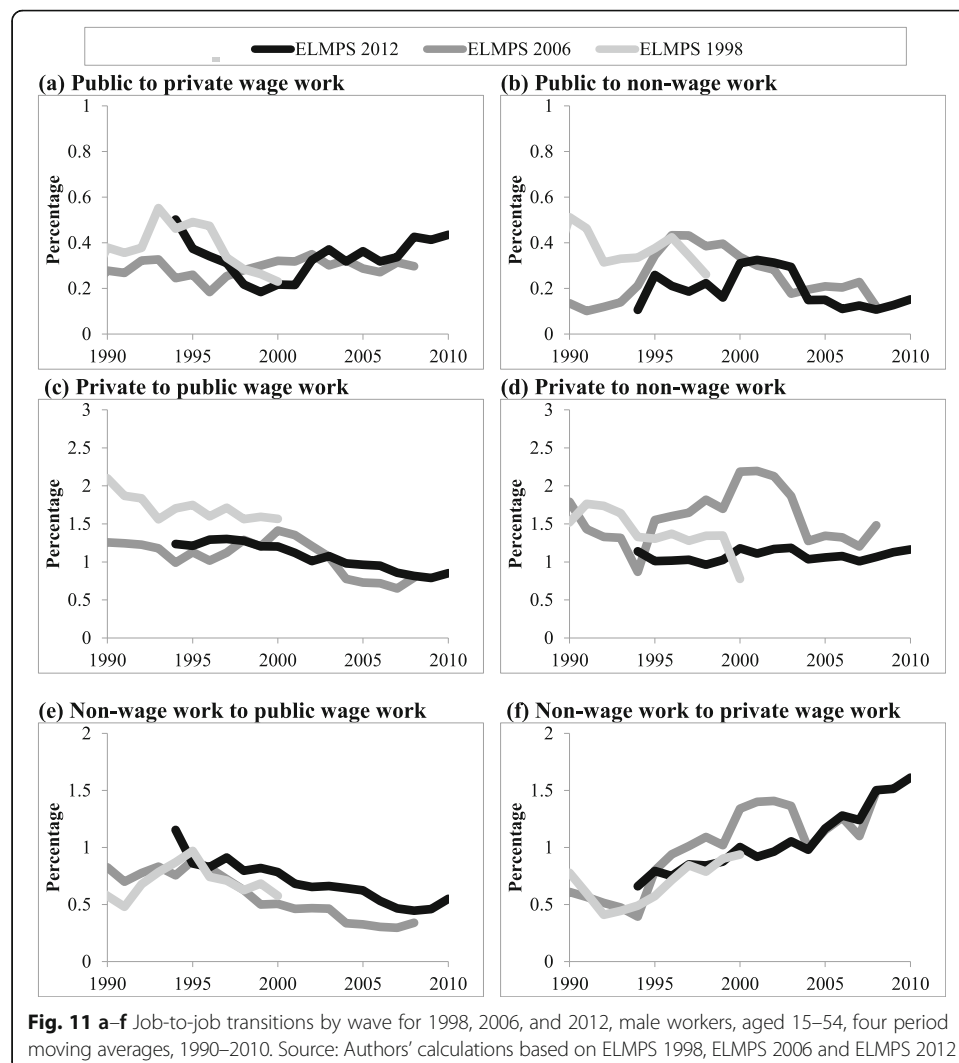 ELMPS 2012 ELMPS 2006 ELMPS 1998
(a) Public to private wage work
Percentage
1
0.8
0.6
0.4
0.2
0
1990 1995 2000 2005 2010
(b) Public to non-wage work
Percentage
1
0.8
0.6
0.4
0.2
0
1990 1995 2000 2005 2010
(c) Private to public wage work
Percentage
3
2.5
2
1.5
1
0.5
0
1990 1995 2000 2005 2010
(d) Private to non-wage work
Percentage
3
2.5
2
1.5
1
0.5
0
1990 1995 2000 2005 2010
(e) Non-wage work to public wage work
Percentage
2
1.5
1
0.5
0
1990 1995 2000 2005 2010
(f) Non-wage work to private wage work
Percentage
2
1.5
1
0.5
0
1990 1995 2000 2005 2010
Fig. 11 a–f Job-to-job transitions by wave for 1998, 2006, and 2012, male workers, aged 15–54, four period
moving averages, 1990–2010. Source: Authors' calculations based on ELMPS 1998, ELMPS 2006 and ELMPS 2012